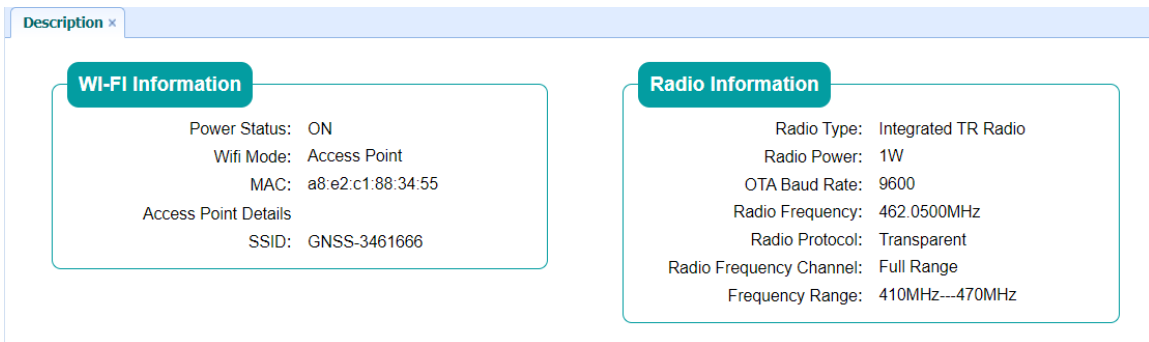 Description ×
WI-FI Information
Power Status: ON
Wifi Mode: Access Point
MAC: a8:e2:c1:88:34:55
Access Point Details
SSID: GNSS-3461666
Radio Information
Radio Type: Integrated TR Radio
Radio Power: 1W
OTA Baud Rate: 9600
Radio Frequency: 462.0500MHz
Radio Protocol: Transparent
Radio Frequency Channel: Full Range
Frequency Range: 410MHz---470MHz